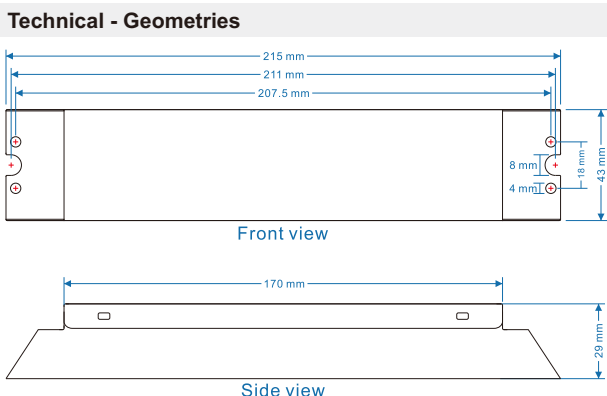 Technical - Geometries
215 mm
211 mm
207.5 mm
8 mm
18 mm
43 mm
4 mm
Front view
170 mm
29 mm
Side view